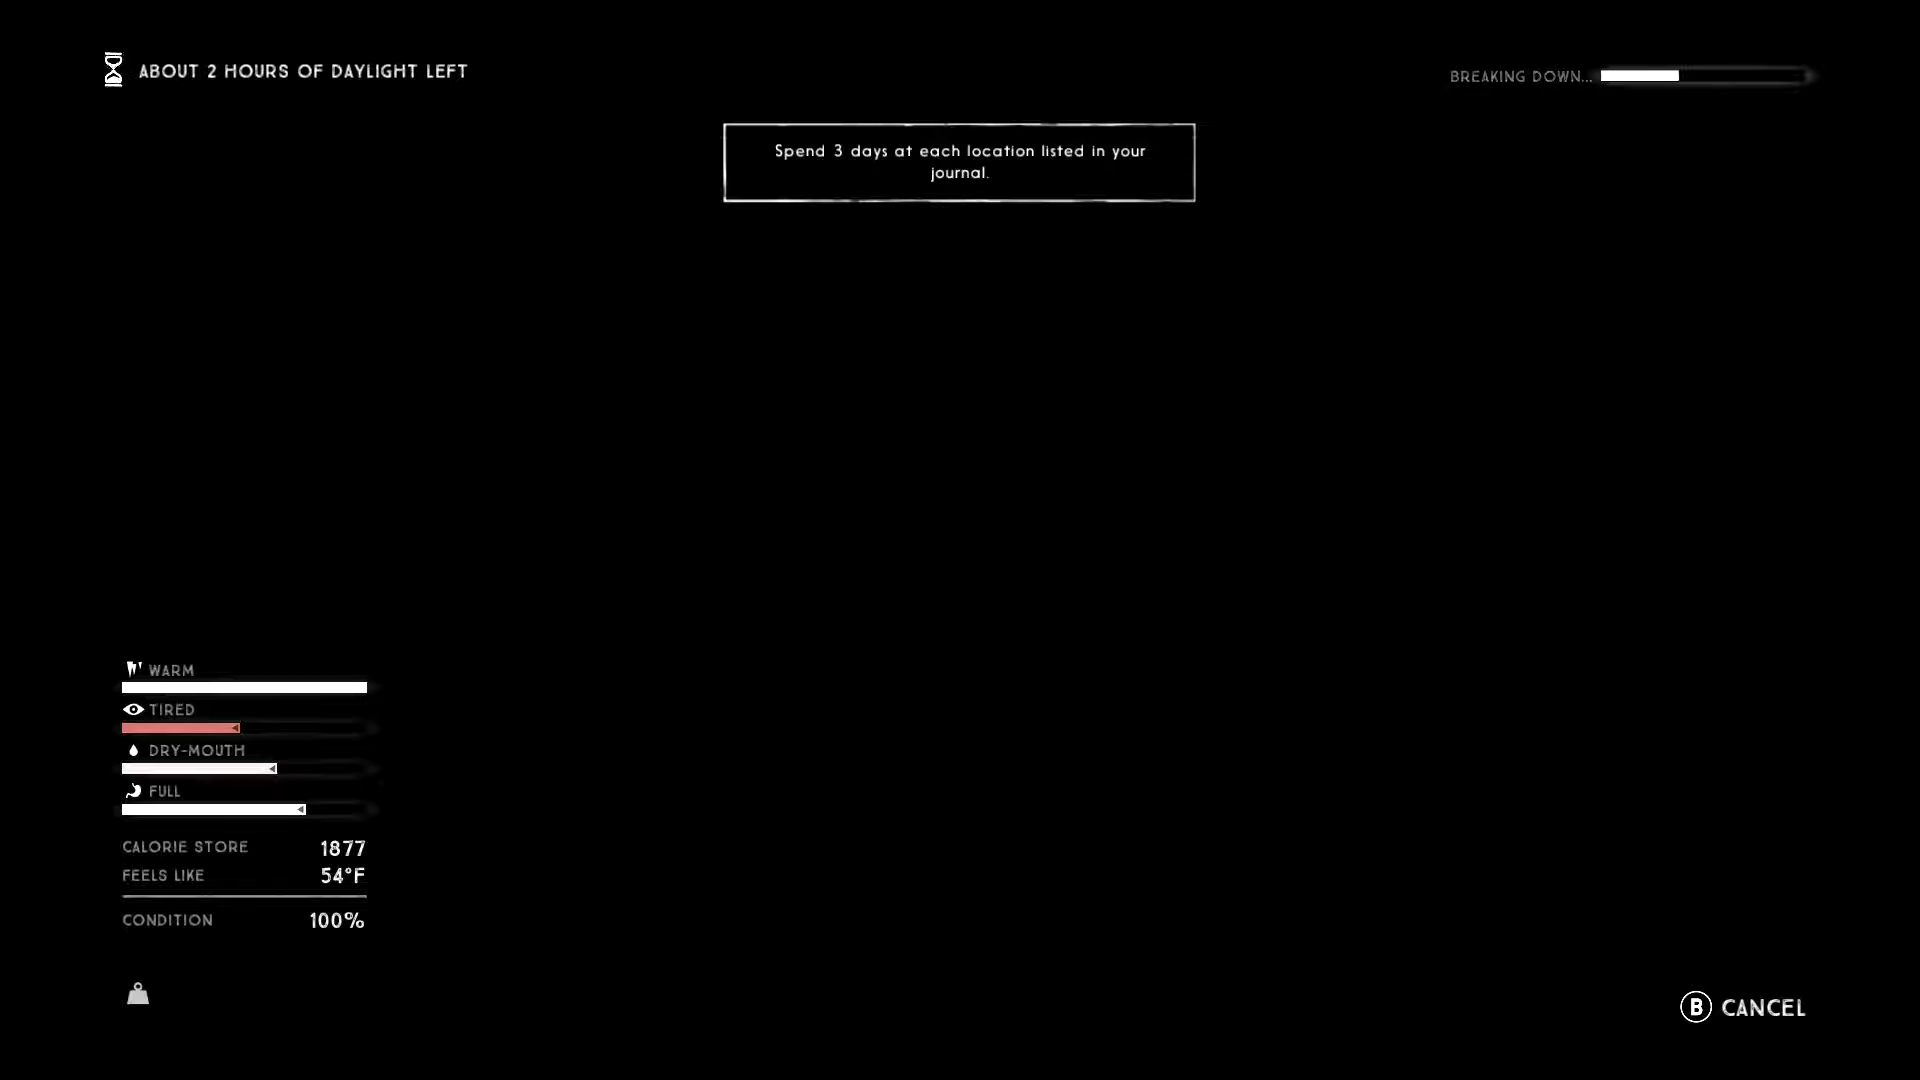 ABOUT 2 HOURS OF DAYLIGHT LEFT
BREAKING DOWN...
Spend 3 days at each location listed in your
journal.
WARM
TIRED
DRY-MOUTH
FULL
CALORIE STORE 1877
FEELS LIKE 54°F
CONDITION 100%
B CANCEL